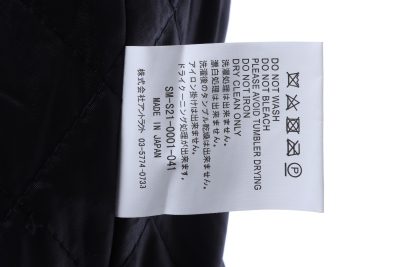 DO NOT WASH
DO NOT BLEACH
PLEASE AVOID TUMBLER DRYING
DO NOT IRON
DRY CLEAN ONLY
洗濯処理は出来ません。
漂白処理は出来ません。
洗濯後のタンブル乾燥は出来ません。
アイロン掛けは出来ません。
ドライクリーニング処理が出来ます。
SM-S21-0001-041
MADE IN JAPAN
株式会社アントラクト
03-5774-0733